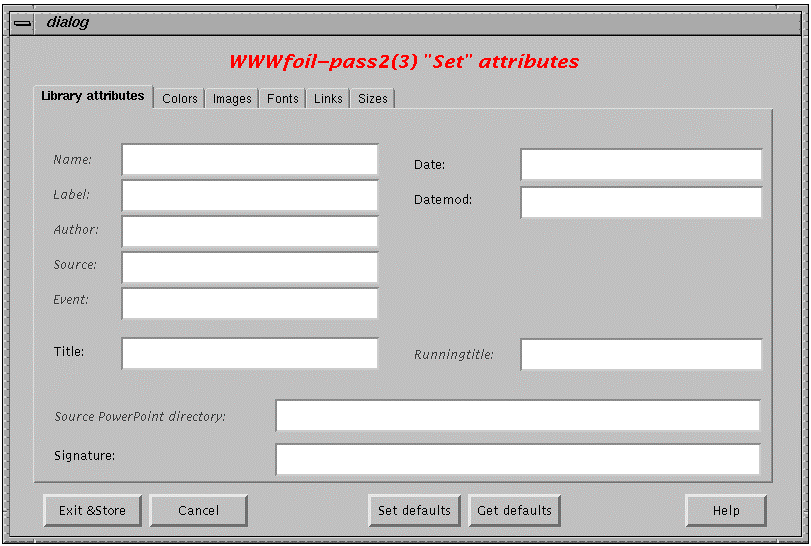 dialog
WWWfoil-pass2(3) "Set" attributes
Library attributes Colors Images Fonts Links Sizes
Name:
Label:
Author:
Source:
Event:
Date:
Datemod:
Title:
Runningtitle:
Source PowerPoint directory:
Signature:
Exit &Store Cancel Set defaults Get defaults Help